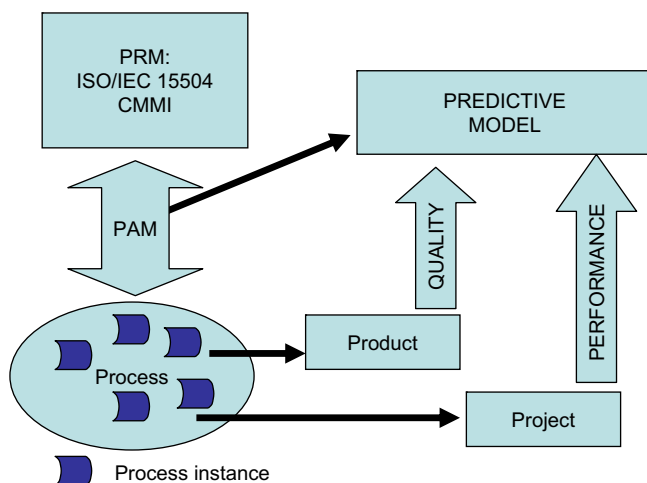 PRM:
ISO/IEC 15504
CMMI
PREDICTIVE
MODEL
PAM
QUALITY
PERFORMANCE
Product
Process
Project
Process instance